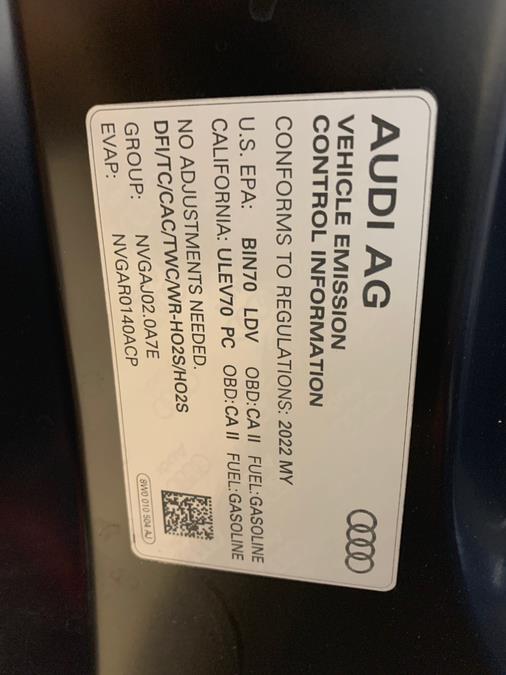 AUDI AG
VEHICLE EMISSION
CONTROL INFORMATION
CONFORMS TO REGULATIONS: 2022 MY
U.S. EPA: BIN70 LDV OBD:CA II FUEL:GASOLINE
CALIFORNIA: ULEV70 PC OBD:CA II FUEL:GASOLINE
NO ADJUSTMENTS NEEDED.
DFI/TC/CAC/TWC/WR-HO2S/HO2S
GROUP: NVGAJ02.0A7E
EVAP: NVGAR0140ACP
8W0 010 504 AJ